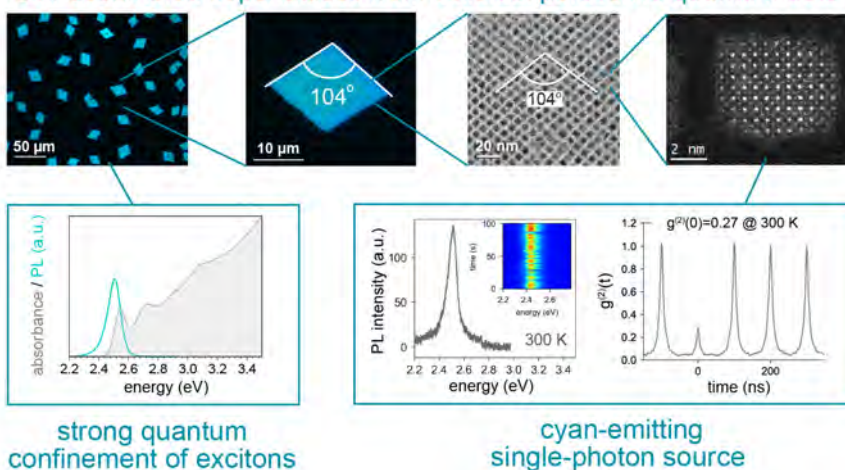 104°
104°
50 µm
10 µm
20 nm
2 nm
absorbance / PL (a.u.)
2.2 2.4 2.6 2.8 3.0 3.2 3.4
energy (eV)
PL intensity (a.u.)
100
50
0
2.2 2.4 2.6 2.8 3.0 3.2 3.4
energy (eV)
300 K
time (s)
100
80
60
40
20
0
2.2 2.4 2.6
energy (eV)
g⁽²⁾(0)=0.27 @ 300 K
g⁽²⁾(t)
1.2
1.0
0.8
0.6
0.4
0.2
0.0
0 200
time (ns)
strong quantum
confinement of excitons
cyan-emitting
single-photon source